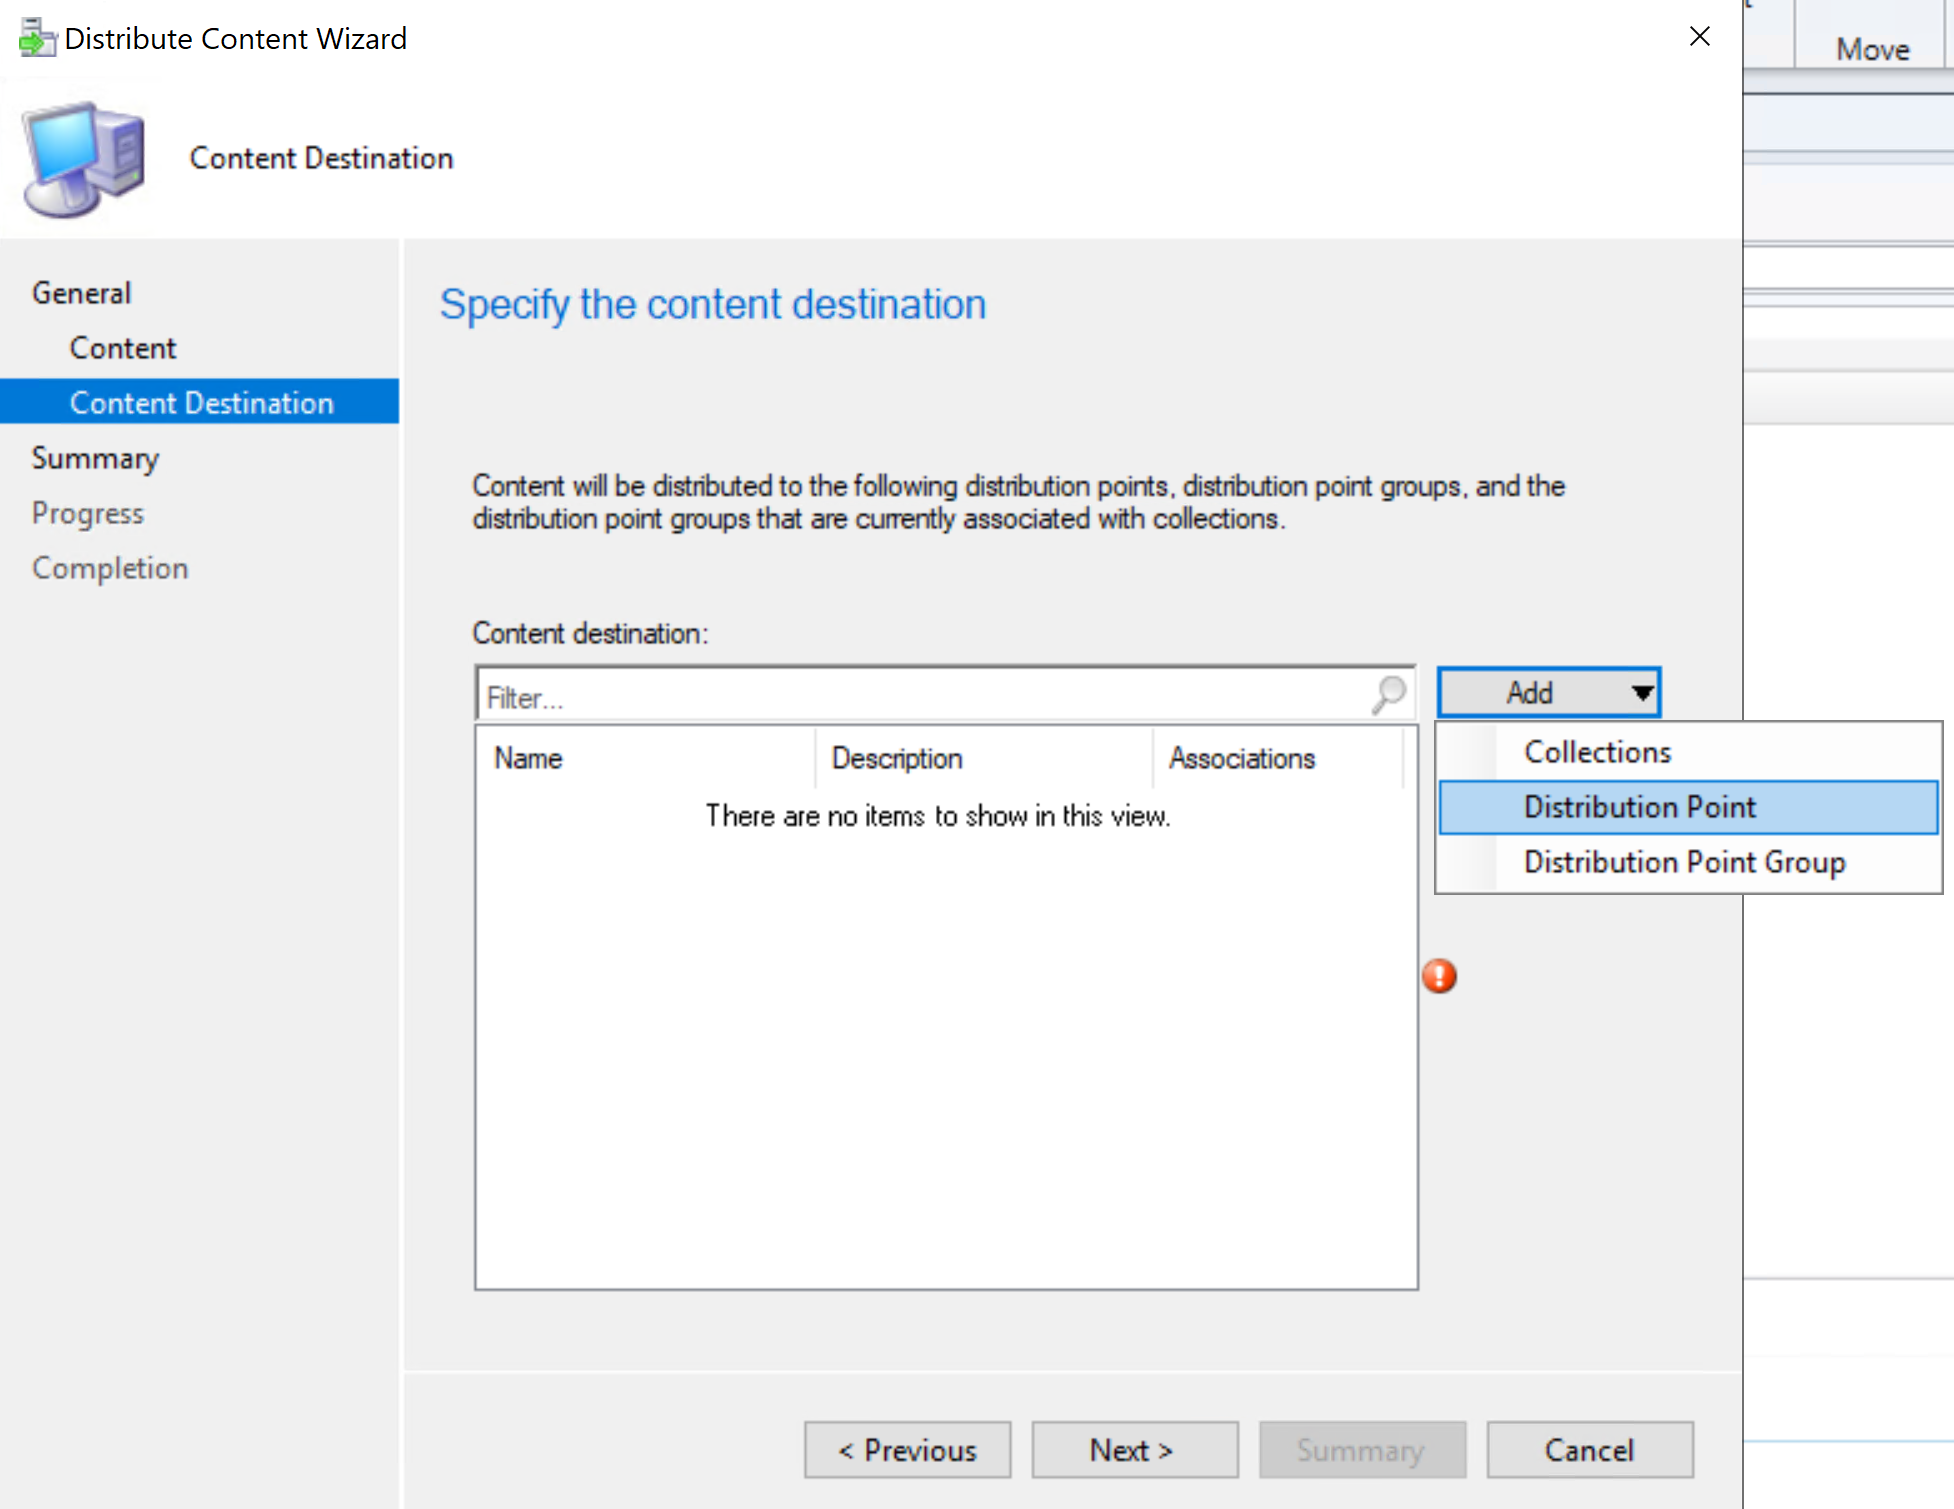 Distribute Content Wizard
Move
Content Destination
General
Content
Content Destination
Summary
Progress
Completion
Specify the content destination
Content will be distributed to the following distribution points, distribution point groups, and the
distribution point groups that are currently associated with collections.
Content destination:
Filter...
Add
Name Description Associations
There are no items to show in this view.
Collections
Distribution Point
Distribution Point Group
< Previous Next > Summary Cancel